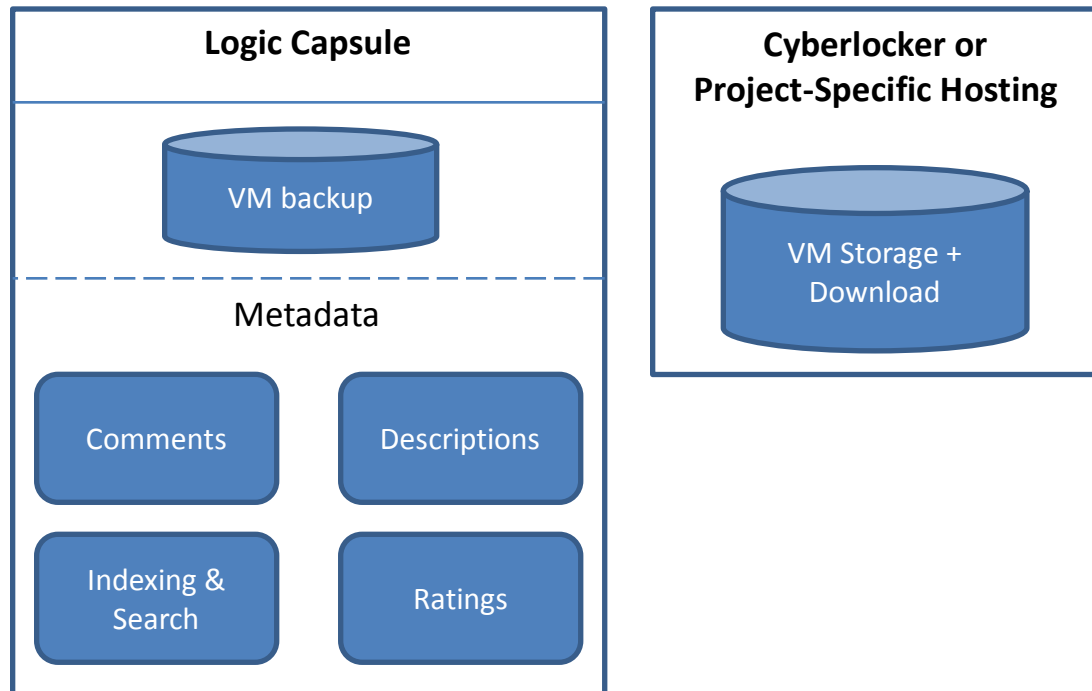 Logic Capsule
VM backup
Metadata
Comments
Descriptions
Indexing &
Search
Ratings
Cyberlocker or
Project-Specific Hosting
VM Storage +
Download